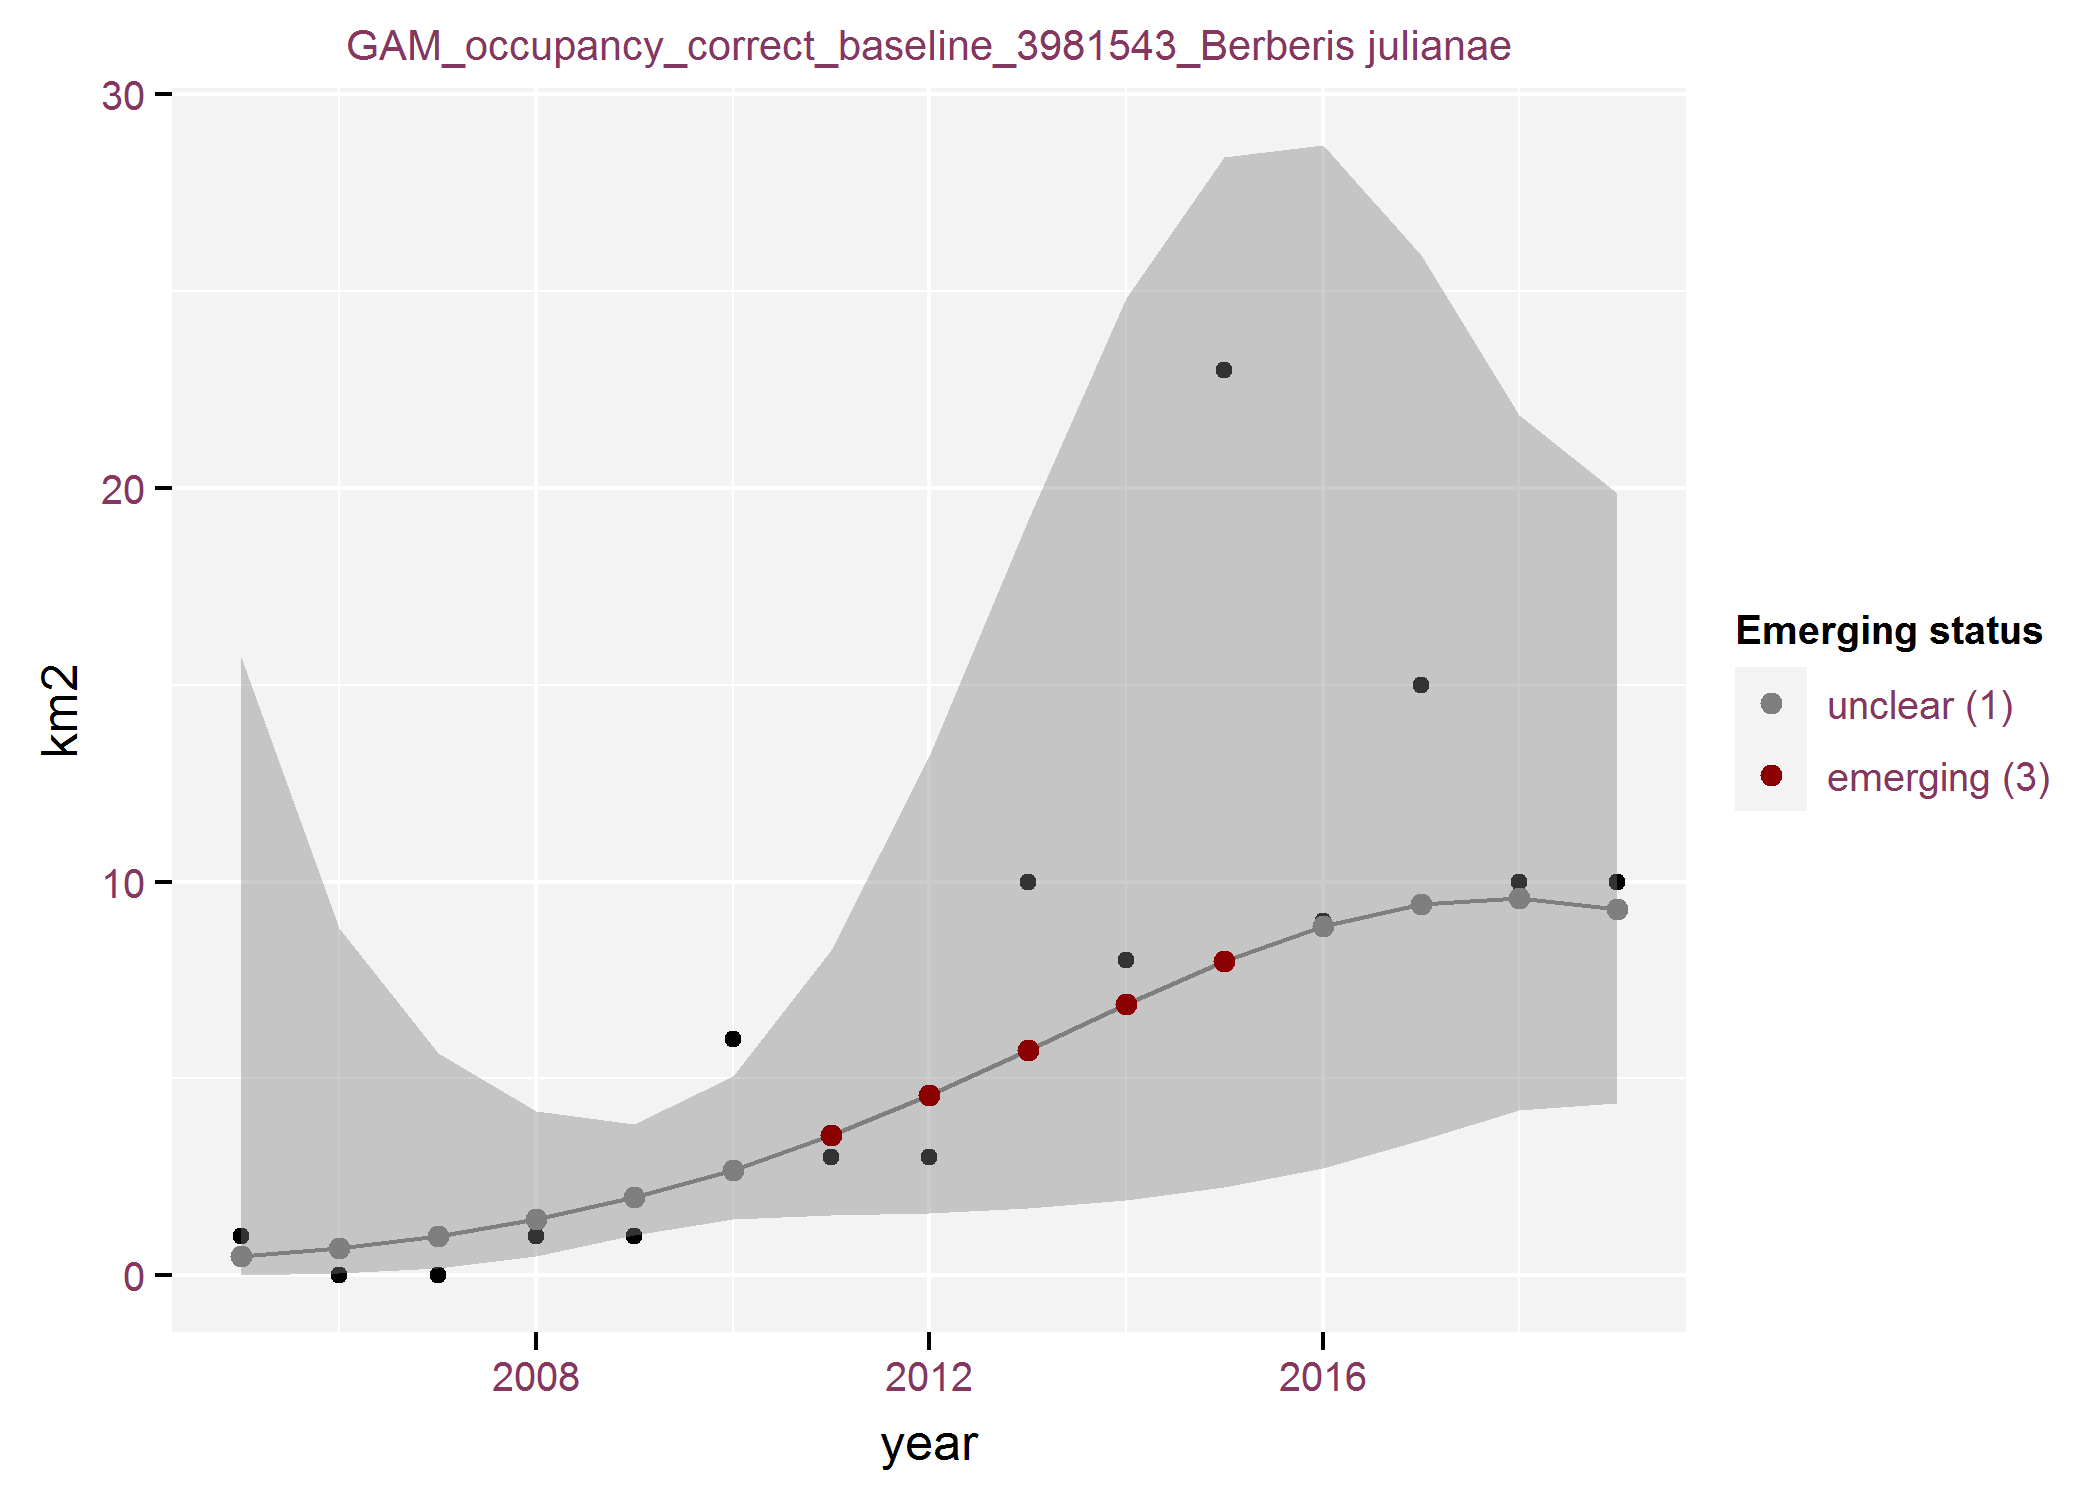 GAM_occupancy_correct_baseline_3981543_Berberis julianae
30
20
10
0
km2
2008 2012 2016
year
Emerging status
unclear (1)
emerging (3)